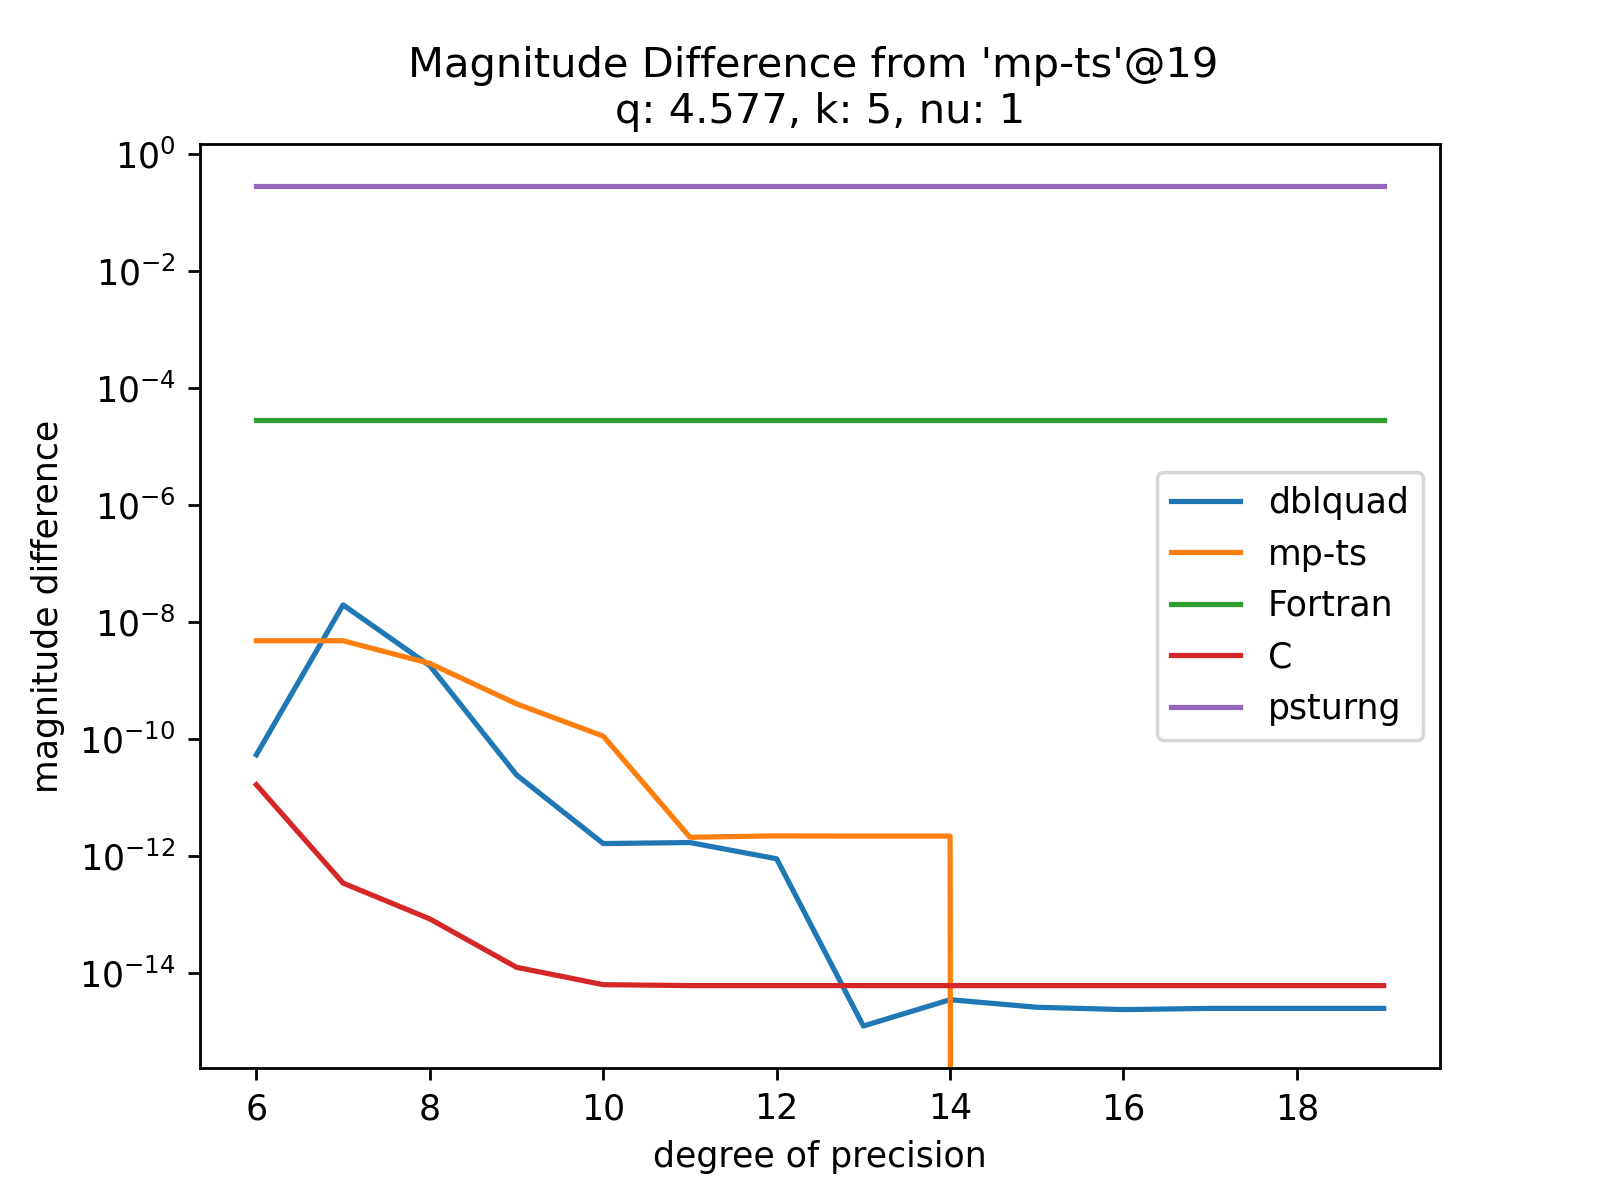 Magnitude Difference from 'mp-ts'@19
q: 4.577, k: 5, nu: 1
10⁰
10⁻²
10⁻⁴
10⁻⁶
10⁻⁸
10⁻¹⁰
10⁻¹²
10⁻¹⁴
magnitude difference
dblquad
mp-ts
Fortran
C
psturng
6 8 10 12 14 16 18
degree of precision